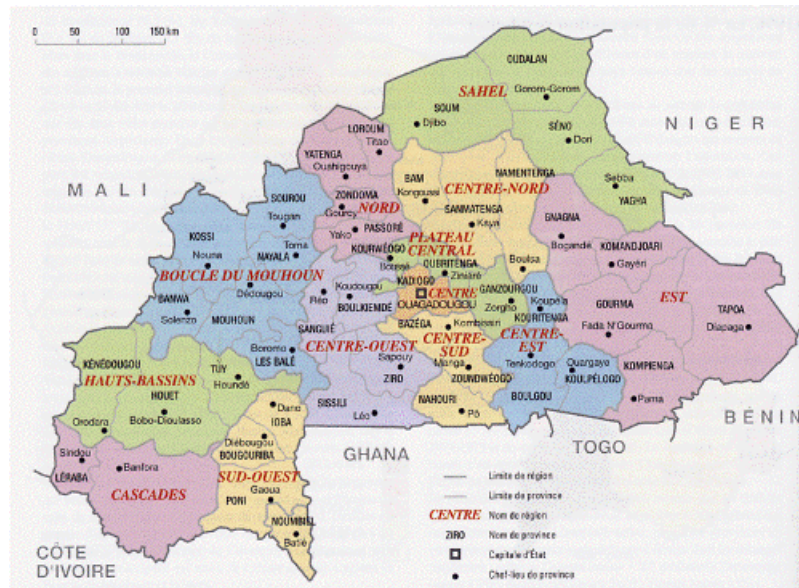 0 50 100 150 km
OUDALAN
Gorom-Gorom
SAHEL
SOUM
Djibo
SÉNO
Dori
NIGER
LOROUM
Titao
YATENGA
Ouahigouya
MALI
BAM
Kongoussi
NAMENTENGA
CENTRE-NORD
Sebba
YAGHA
SOUROU
Tougan
ZONDOMA
NORD
Gourcy
SANMATENGA
Kaya
GNAGNA
Bogandé
KOMANDJOARI
Gayéri
KOSSI
Nouna
Toma
NAYALA
Yako
PASSORÉ
PLATEAU
CENTRAL
KOURWÉOGO
Boussé
OUBRITENGA
Ziniaré
Boulsa
BOUCLE DU MOUHOUN
Dédougou
BANWA
Solenzo
MOUHOUN
Koudougou
Réo
BOULKIEMDÉ
KADIOGO
CENTRE
OUAGADOUGOU
GANZOURGOU
Zorgho
Koupéla
KOURITENGA
GOURMA
Fada N'Gourma
EST
TAPOA
Diapaga
SANGUIÉ
BAZÉGA
Kombissiri
Boromo
LES BALÉ
CENTRE-OUEST
Sapouy
ZIRO
CENTRE-
SUD
Manga
ZOUNDWÉOGO
CENTRE-
EST
Tenkodogo
Ouargaye
KOULPÉLOGO
BOULGOU
KOMPIENGA
Pama
KÉNÉDOUGOU
HAUTS-BASSINS
TUY
Houndé
HOUET
Bobo-Dioulasso
Orodara
SISSILI
Léo
NAHOURI
Pô
BÉNIN
Dano
IOBA
Diébougou
BOUGOURIBA
GHANA
TOGO
Sindou
LÉRABA
Banfora
CASCADES
SUD-OUEST
PONI
Gaoua
NOUMBIEL
Batié
CÔTE
D'IVOIRE
Limite de région
Limite de province
CENTRE Nom de région
ZIRO Nom de province
Capitale d'État
Chef-lieu de province